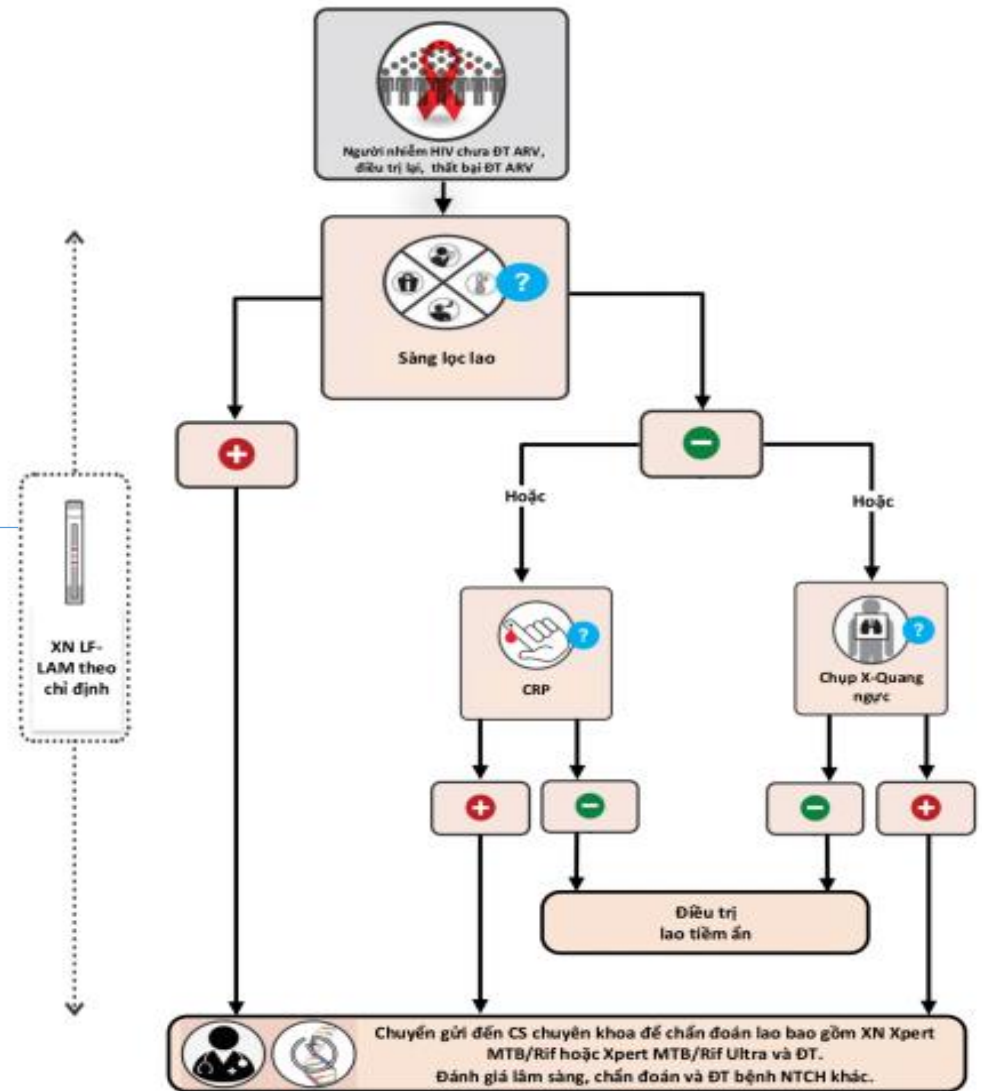 Người nhiễm HIV chưa ĐT ARV,
điều trị lại, thất bại ĐT ARV
?
Sàng lọc lao
+
−
Hoặc
Hoặc
XN LF-
LAM theo
chỉ định
?
CRP
?
Chụp X-Quang
ngực
+
−
−
+
Điều trị
lao tiềm ẩn
Chuyển gửi đến CS chuyên khoa để chẩn đoán lao bao gồm XN Xpert
MTB/Rif hoặc Xpert MTB/Rif Ultra và ĐT.
Đánh giá lâm sàng, chẩn đoán và ĐT bệnh NTCH khác.